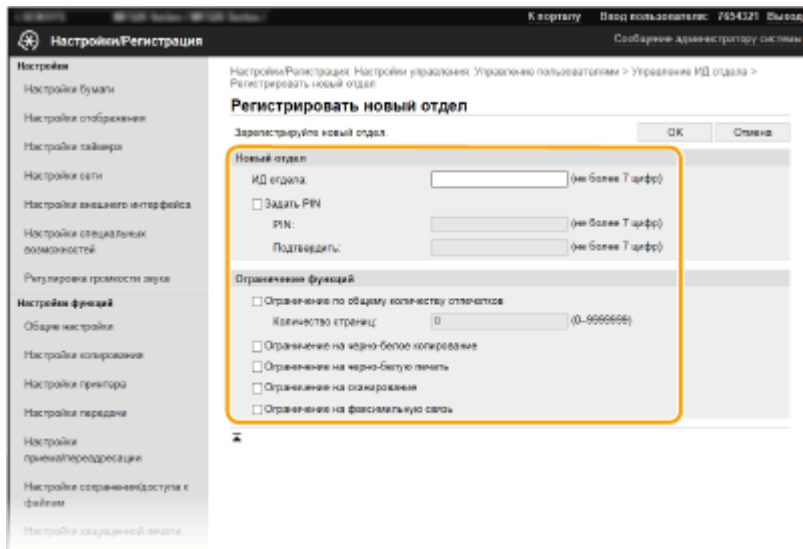 К порталу Ввод пользователя: 7654321 Выход
Настройки/Регистрация
Сообщение администратору системы
Настройки
Настройки бумаги
Настройки отображения
Настройки таймера
Настройки сети
Настройки внешнего интерфейса
Настройки специальных
возможностей
Регулировка громкости звука
Настройки функций
Общие настройки
Настройки копирования
Настройки принтера
Настройки передачи
Настройки
приема/переадресации
Настройки сохранения/доступа к
файлам
Настройки защищенной печати
Настройки/Регистрация: Настройки управления: Управление пользователями > Управление ИД отдела >
Регистрировать новый отдел
Регистрировать новый отдел
Зарегистрируйте новый отдел.
OK Отмена
Новый отдел
ИД отдела: (не более 7 цифр)
Задать PIN
PIN: (не более 7 цифр)
Подтвердить: (не более 7 цифр)
Ограничение функций
Ограничение по общему количеству отпечатков
Количество страниц: 0 (0-9999999)
Ограничение на черно-белое копирование
Ограничение на черно-белую печать
Ограничение на сканирование
Ограничение на факсимильную связь